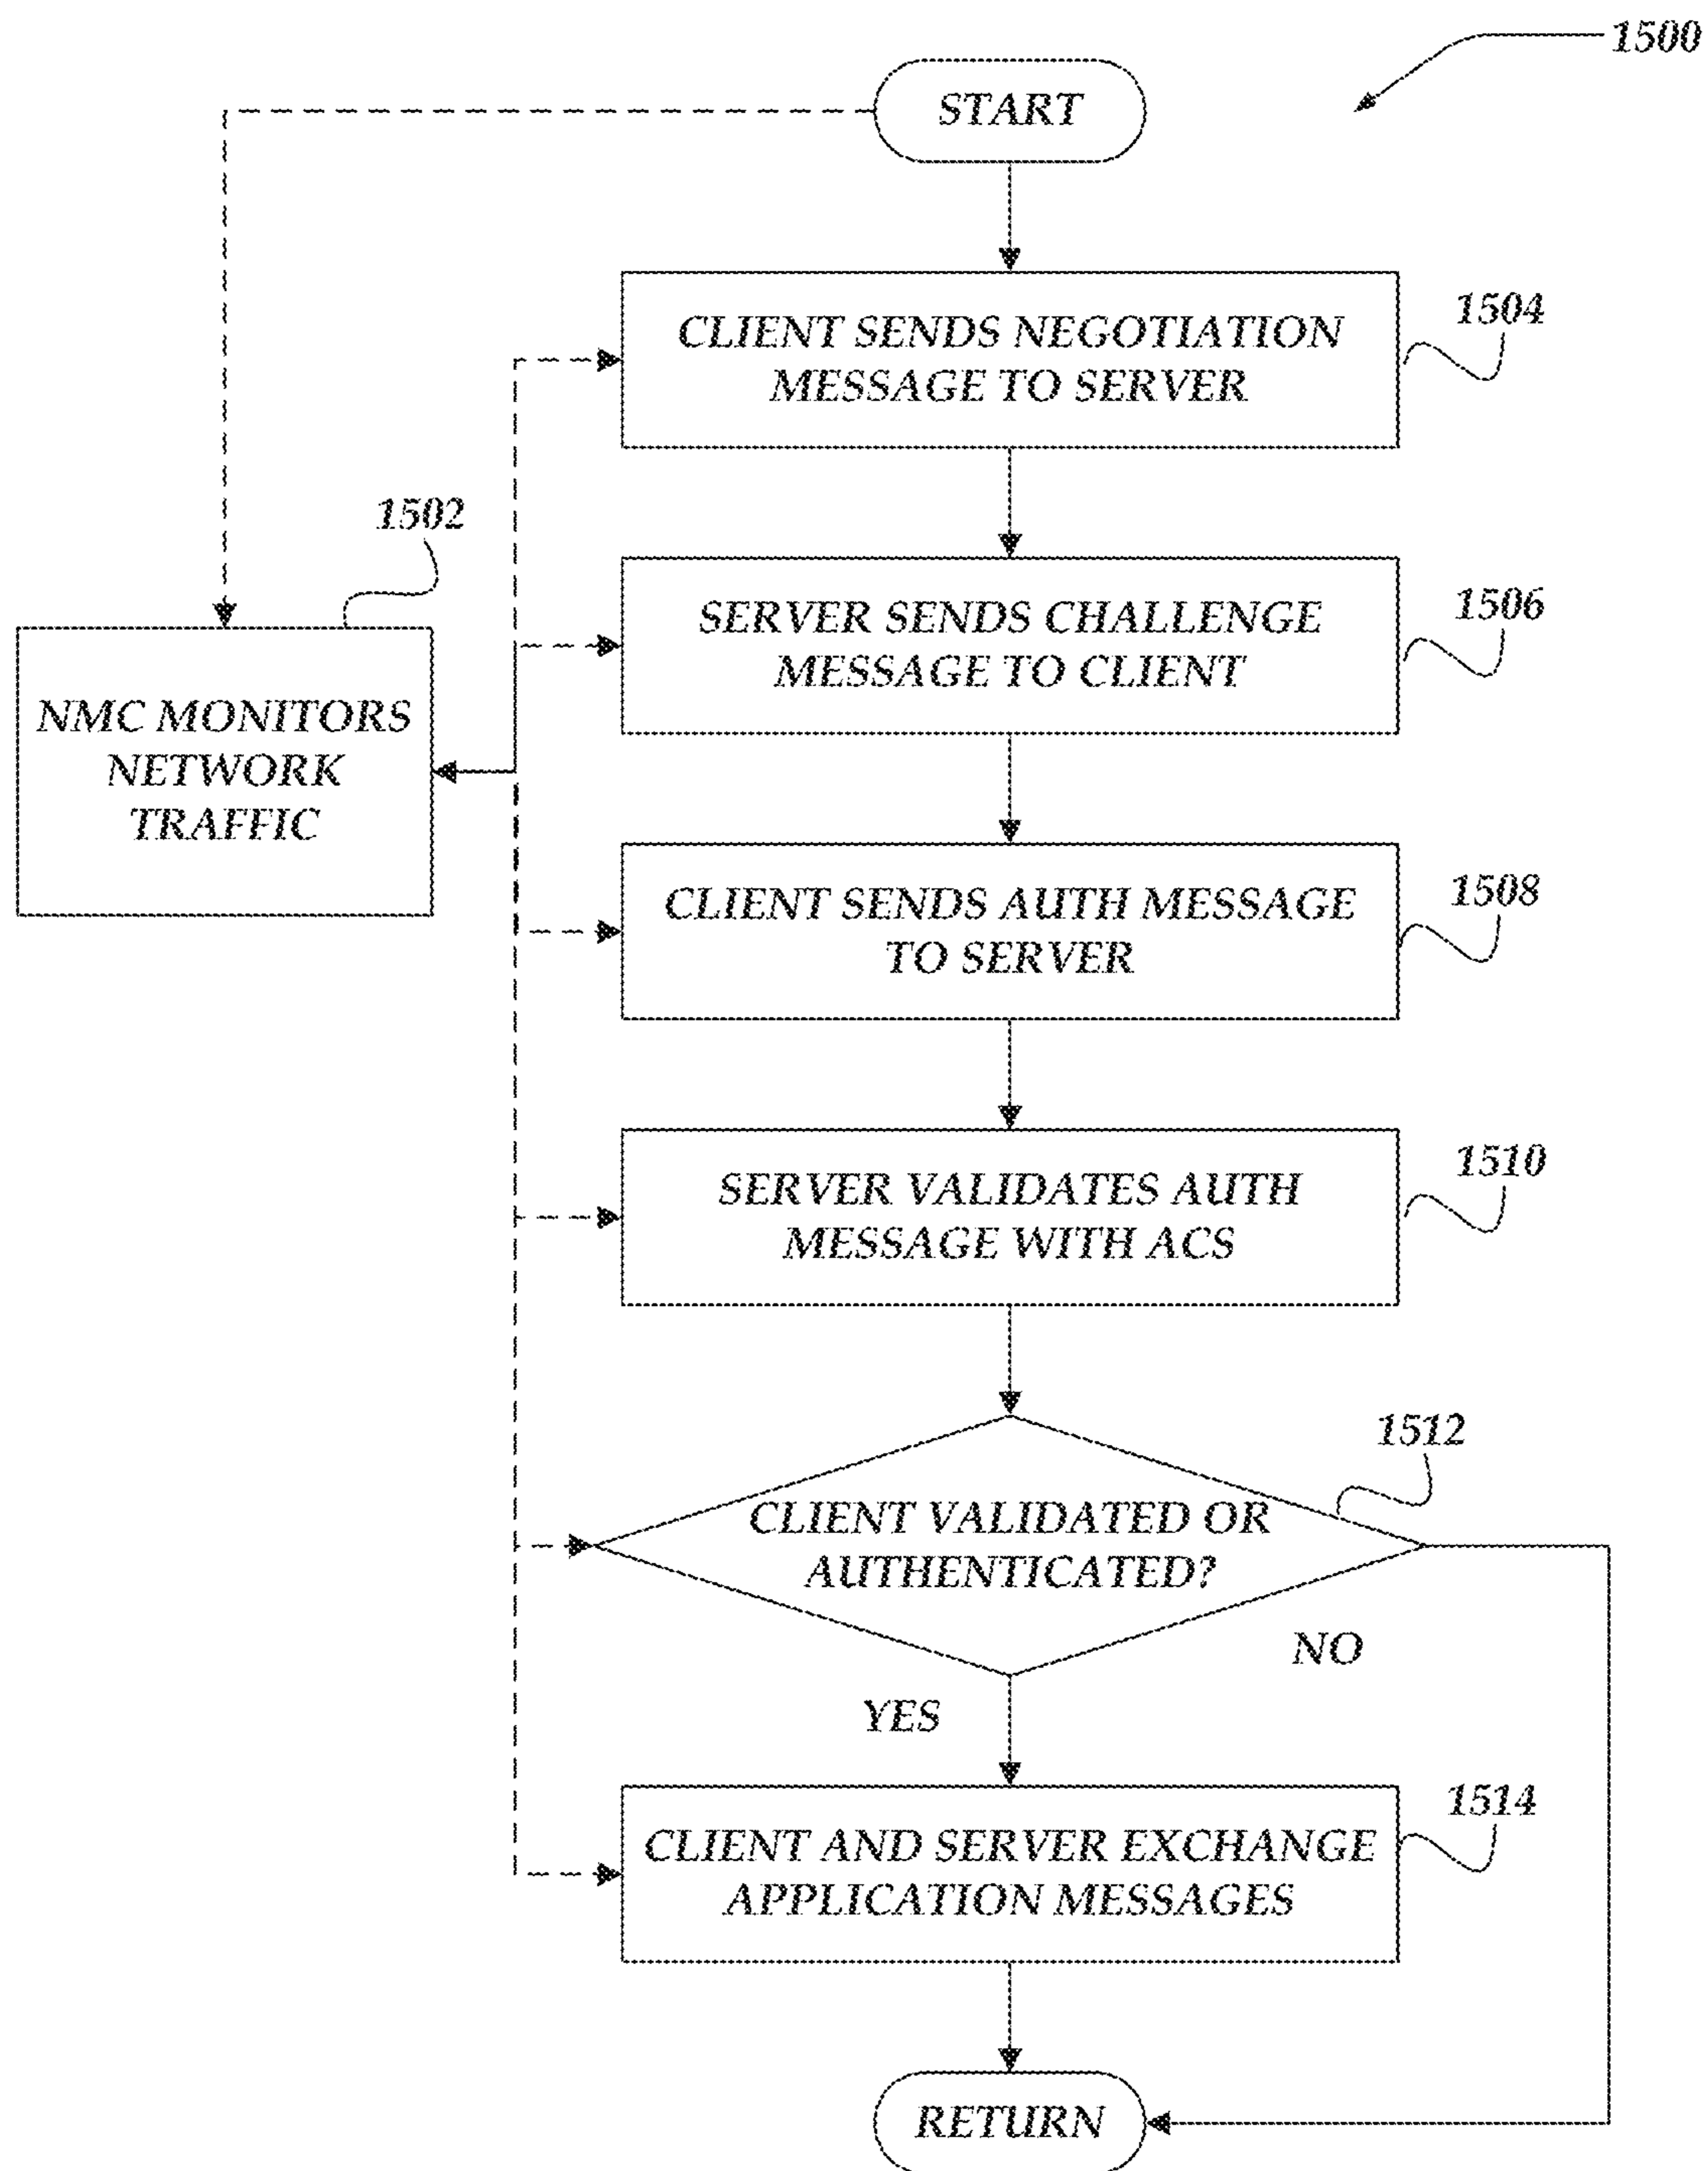 1500
START
CLIENT SENDS NEGOTIATION
MESSAGE TO SERVER
1504
1502
NMC MONITORS
NETWORK
TRAFFIC
SERVER SENDS CHALLENGE
MESSAGE TO CLIENT
1506
CLIENT SENDS AUTH MESSAGE
TO SERVER
1508
SERVER VALIDATES AUTH
MESSAGE WITH ACS
1510
CLIENT VALIDATED OR
AUTHENTICATED?
1512
NO
YES
CLIENT AND SERVER EXCHANGE
APPLICATION MESSAGES
1514
RETURN